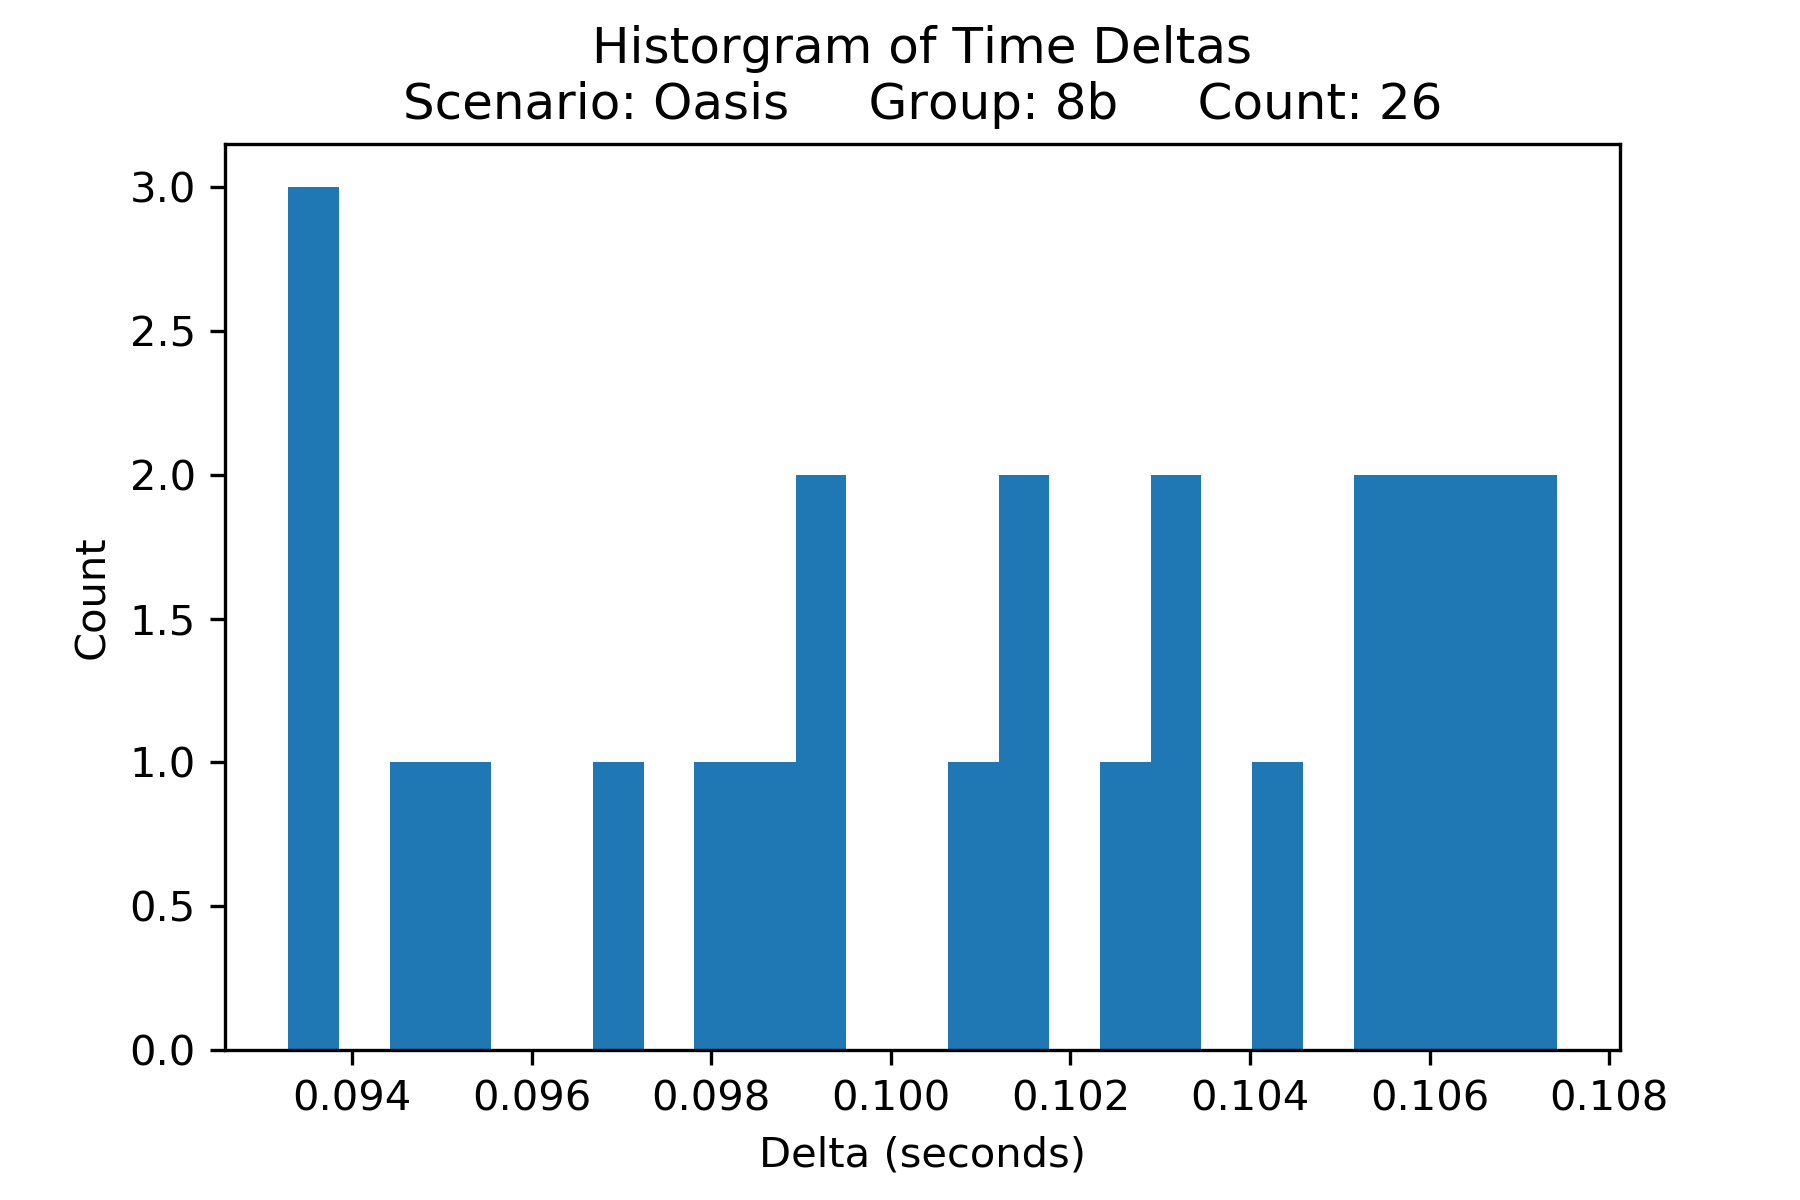 Historgram of Time Deltas
Scenario: Oasis Group: 8b Count: 26
3.0
2.5
2.0
1.5
1.0
0.5
0.0
Count
0.094 0.096 0.098 0.100 0.102 0.104 0.106 0.108
Delta (seconds)